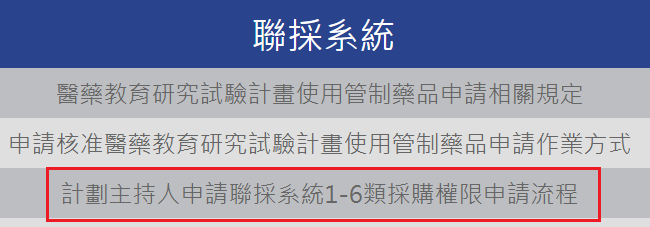 聯採系統
醫藥教育研究試驗計畫使用管制藥品申請相關規定
申請核准醫藥教育研究試驗計畫使用管制藥品申請作業方式
計劃主持人申請聯採系統1-6類採購權限申請流程